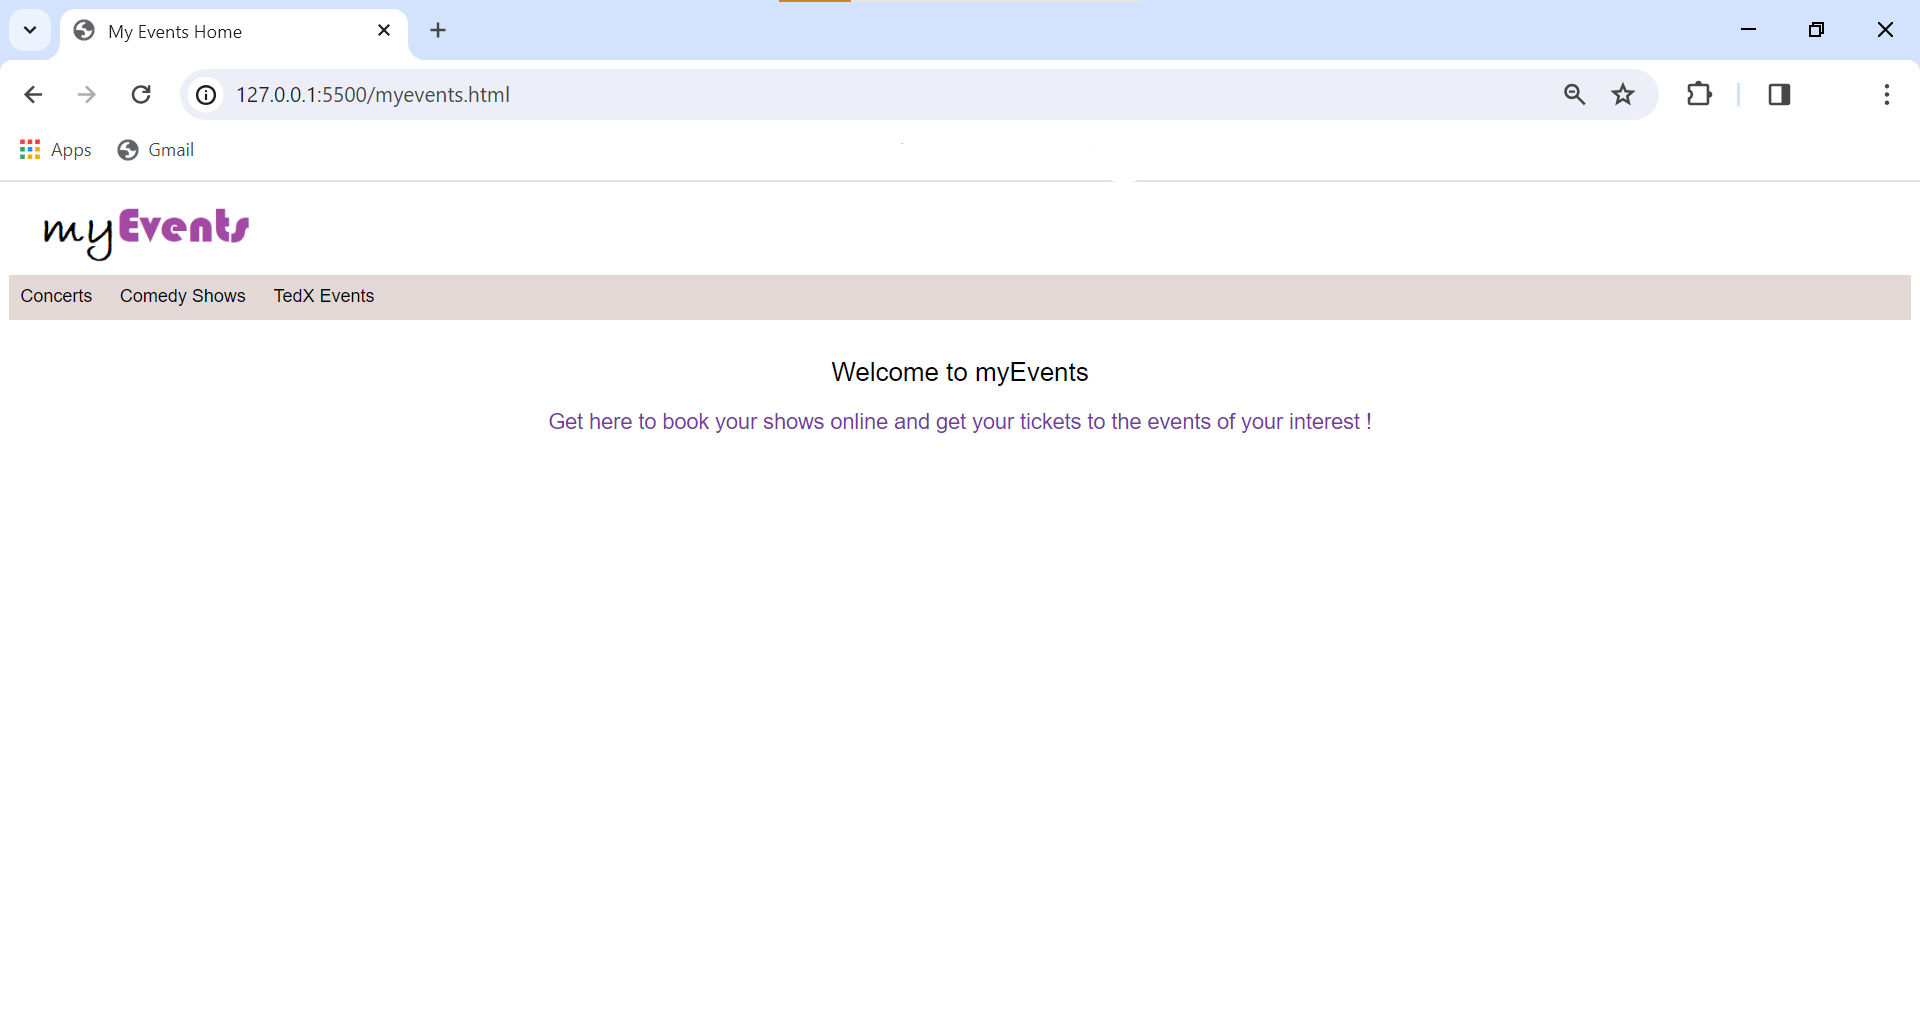 My Events Home
127.0.0.1:5500/myevents.html
Apps Gmail
myEvents
Concerts Comedy Shows TedX Events
Welcome to myEvents
Get here to book your shows online and get your tickets to the events of your interest !